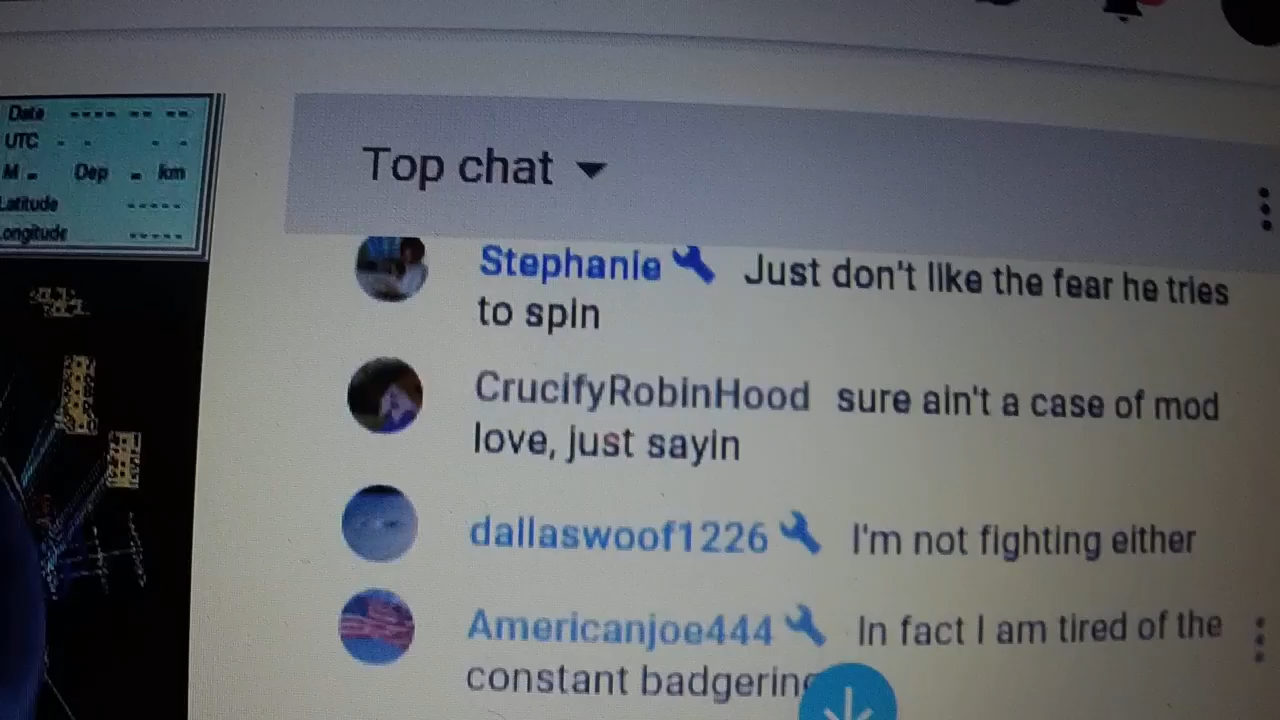 Date ---- -- --
UTC - - - -
M - Dep - km
Latitude -----
ongitude -----
Top chat
Stephanie Just don't like the fear he tries
to spin
CrucifyRobinHood sure ain't a case of mod
love, just sayin
dallaswoof1226 I'm not fighting either
Americanjoe444 In fact I am tired of the
constant badgering